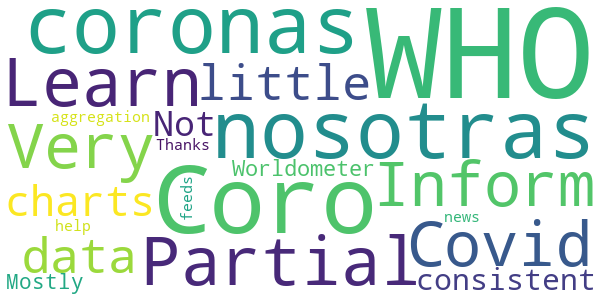 coronas WHO
Learn little
aggregation Not nosotras
Very Thanks
Worldometer
charts feeds Coro Inform
help news
data Partial Covid
Mostly consistent